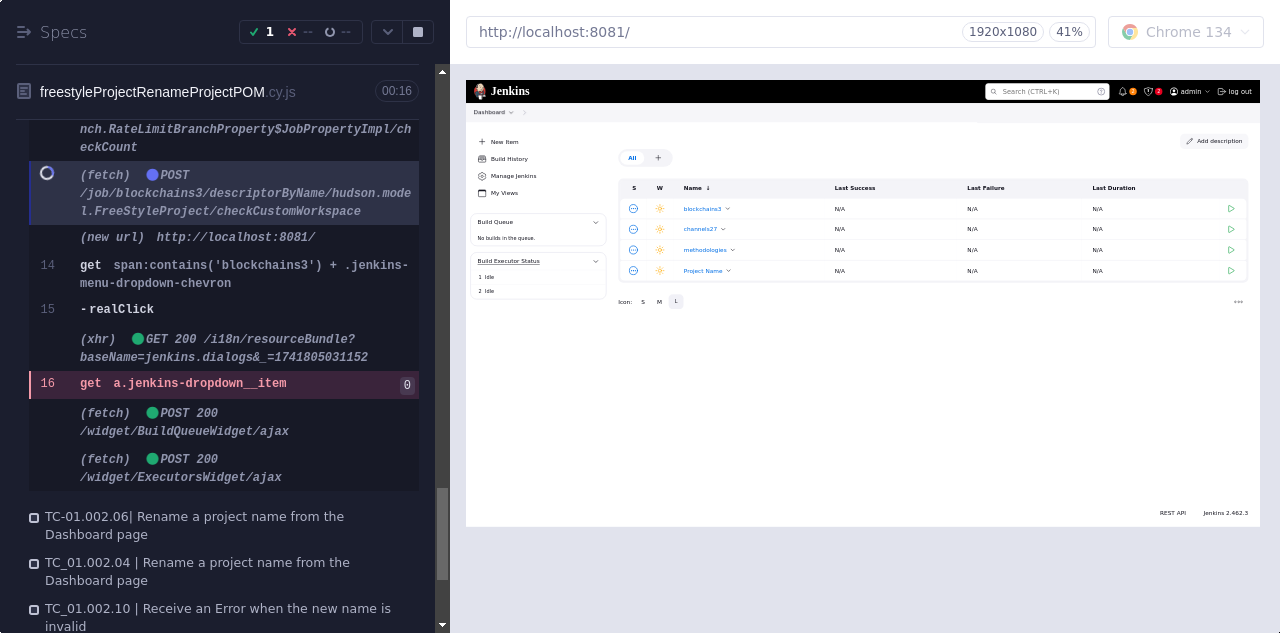 Specs
1
--
--
freestyleProjectRenameProjectPOM.cy.js
00:16
nch.RateLimitBranchProperty$JobPropertyImpl/ch
eckCount
(fetch) POST
/job/blockchains3/descriptorByName/hudson.mode
l.FreeStyleProject/checkCustomWorkspace
(new url) http://localhost:8081/
14 get span:contains('blockchains3') + .jenkins-
menu-dropdown-chevron
15 -realClick
(xhr) GET 200 /i18n/resourceBundle?
baseName=jenkins.dialogs&_=1741805031152
16 get a.jenkins-dropdown__item 0
(fetch) POST 200
/widget/BuildQueueWidget/ajax
(fetch) POST 200
/widget/ExecutorsWidget/ajax
TC-01.002.06| Rename a project name from the
Dashboard page
TC_01.002.04 | Rename a project name from the
Dashboard page
TC_01.002.10 | Receive an Error when the new name is
invalid
http://localhost:8081/
1920x1080
41%
Chrome 134
Jenkins
Search (CTRL+K)
2
2
admin
log out
Dashboard
New Item
Build History
Manage Jenkins
My Views
Build Queue
No builds in the queue.
Build Executor Status
1 Idle
2 Idle
Add description
All +
S W Name ↓ Last Success Last Failure Last Duration
blockchains3 N/A N/A N/A
channels27 N/A N/A N/A
methodologies N/A N/A N/A
Project Name N/A N/A N/A
Icon: S M L
REST API Jenkins 2.462.3